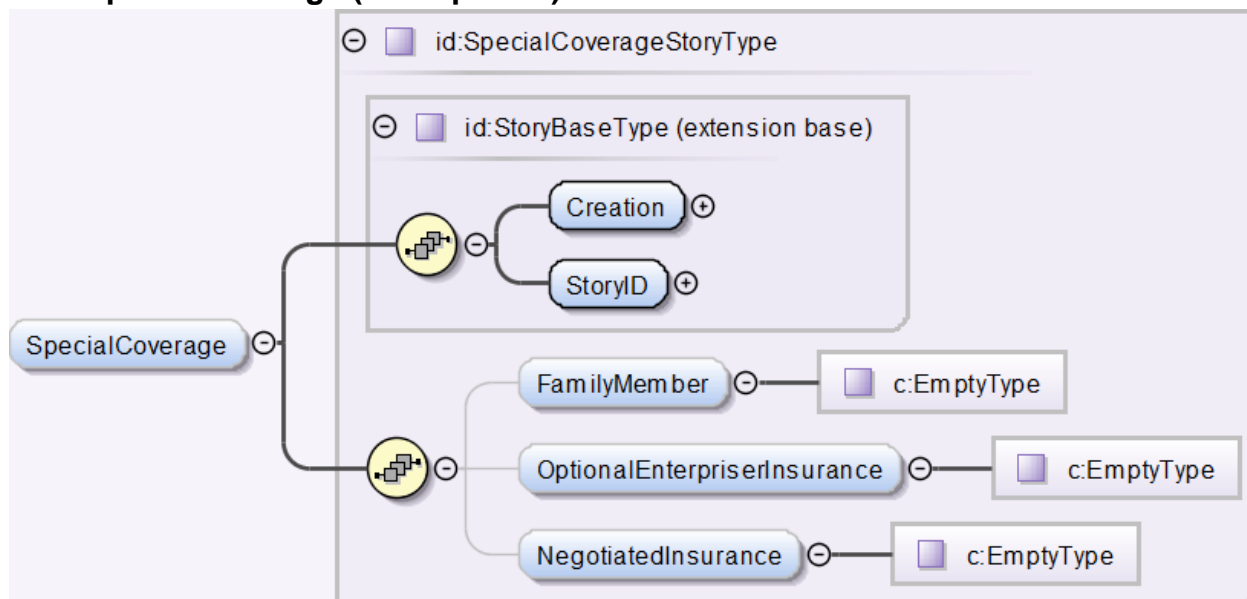 id:SpecialCoverageStoryType
id:StoryBaseType (extension base)
Creation
StoryID
SpecialCoverage
FamilyMember
c:EmptyType
OptionalEnterpriserInsurance
c:EmptyType
NegotiatedInsurance
c:EmptyType